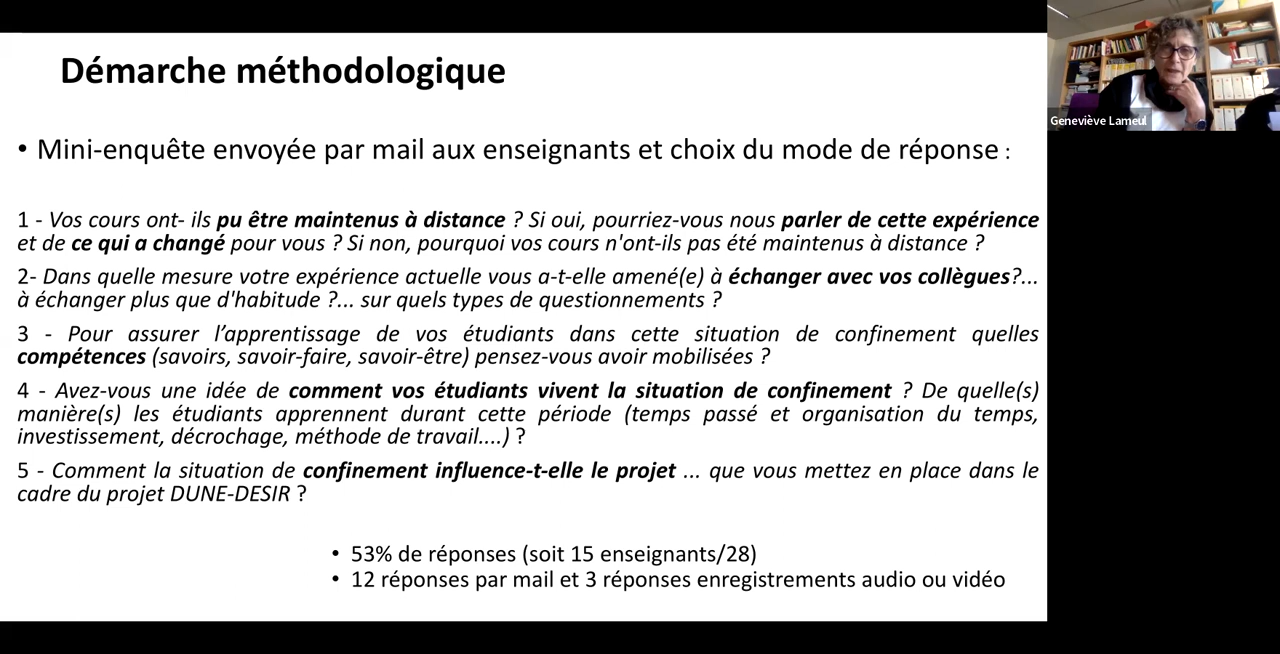 Démarche méthodologique
• Mini-enquête envoyée par mail aux enseignants et choix du mode de réponse :
1 - Vos cours ont- ils pu être maintenus à distance ? Si oui, pourriez-vous nous parler de cette expérience
et de ce qui a changé pour vous ? Si non, pourquoi vos cours n'ont-ils pas été maintenus à distance ?
2- Dans quelle mesure votre expérience actuelle vous a-t-elle amené(e) à échanger avec vos collègues?...
à échanger plus que d'habitude ?... sur quels types de questionnements ?
3 - Pour assurer l’apprentissage de vos étudiants dans cette situation de confinement quelles
compétences (savoirs, savoir-faire, savoir-être) pensez-vous avoir mobilisées ?
4 - Avez-vous une idée de comment vos étudiants vivent la situation de confinement ? De quelle(s)
manière(s) les étudiants apprennent durant cette période (temps passé et organisation du temps,
investissement, décrochage, méthode de travail....) ?
5 - Comment la situation de confinement influence-t-elle le projet ... que vous mettez en place dans le
cadre du projet DUNE-DESIR ?
• 53% de réponses (soit 15 enseignants/28)
• 12 réponses par mail et 3 réponses enregistrements audio ou vidéo
Geneviève Lameul